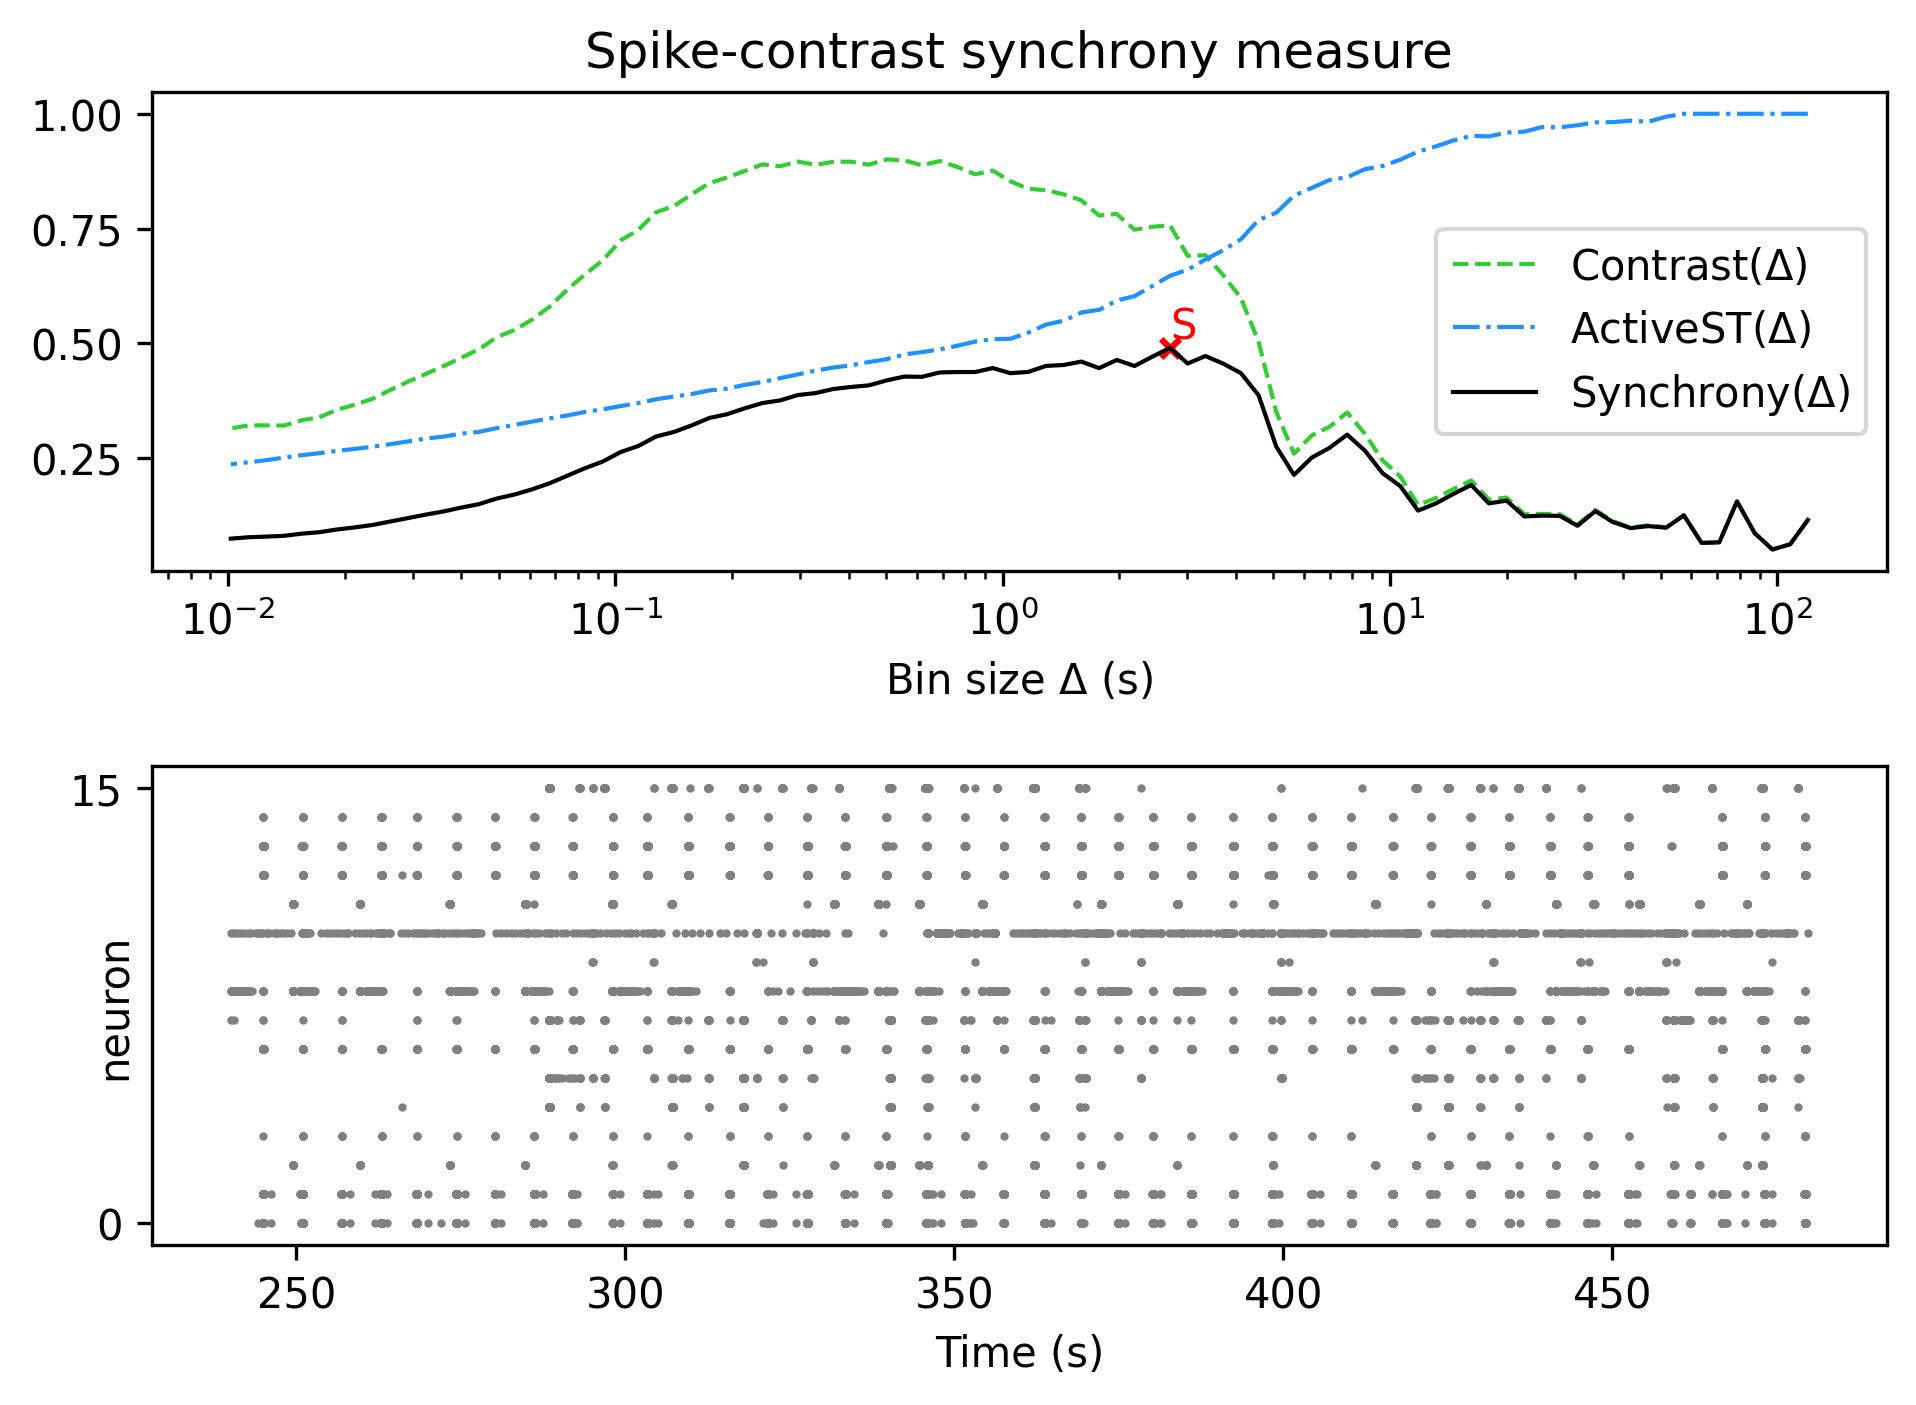 Spike-contrast synchrony measure
1.00
0.75
0.50
0.25
S
Contrast(Δ)
ActiveST(Δ)
Synchrony(Δ)
10⁻² 10⁻¹ 10⁰ 10¹ 10²
Bin size Δ (s)
15
neuron
0
250 300 350 400 450
Time (s)